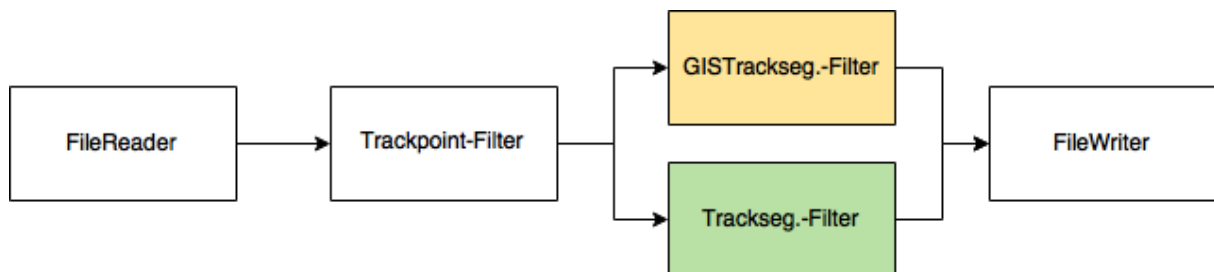 FileReader
Trackpoint-Filter
GISTrackseg.-Filter
Trackseg.-Filter
FileWriter